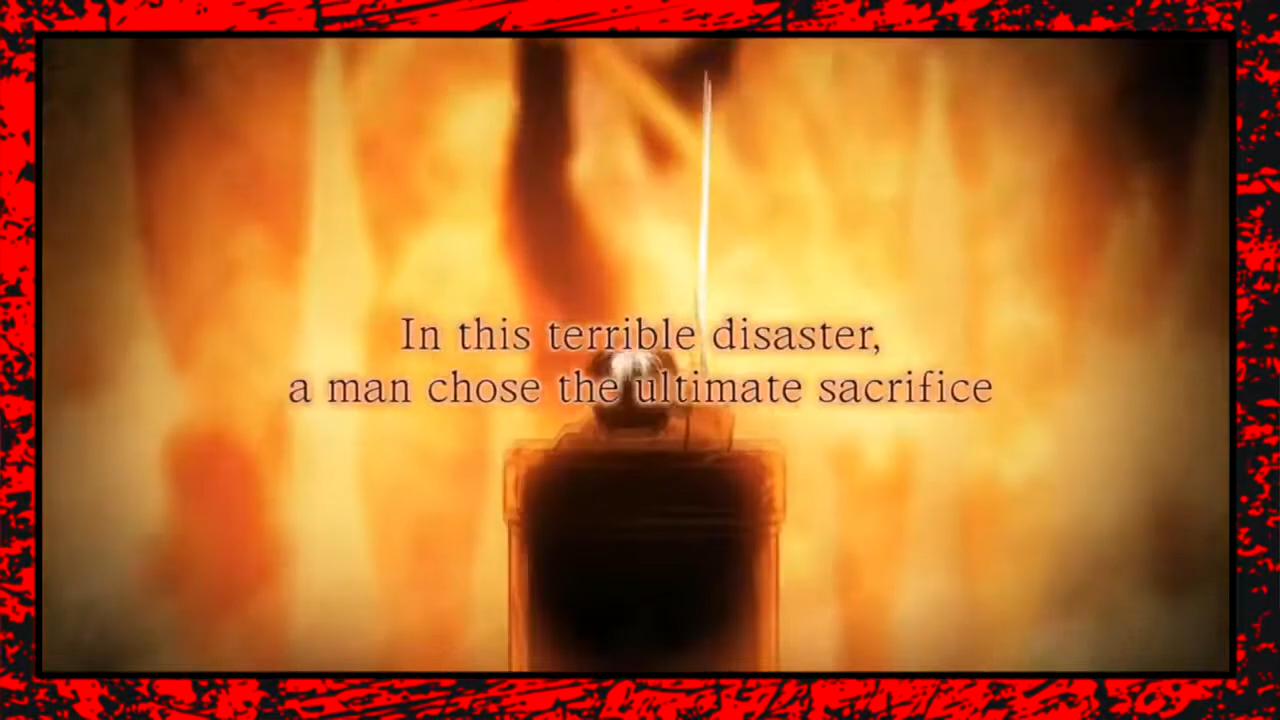 In this terrible disaster,
a man chose the ultimate sacrifice